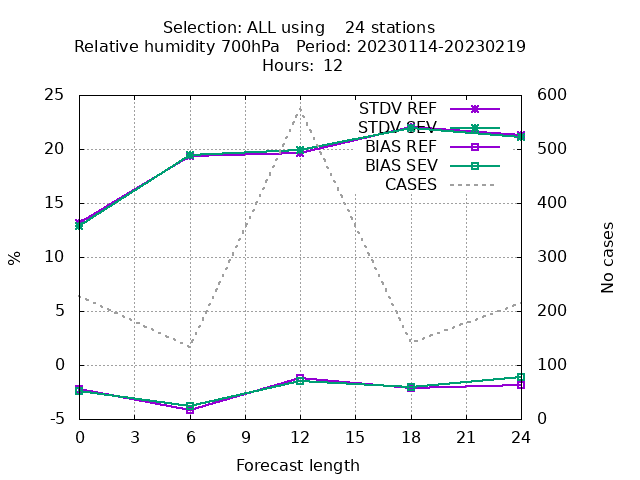 Selection: ALL using    24 stations
Relative humidity 700hPa   Period: 20230114-20230219
Hours: 12
STDV REF
STDV SEV
BIAS REF
BIAS SEV
CASES
25
20
15
10
5
0
-5
%
600
500
400
300
200
100
0
No cases
0 3 6 9 12 15 18 21 24
Forecast length